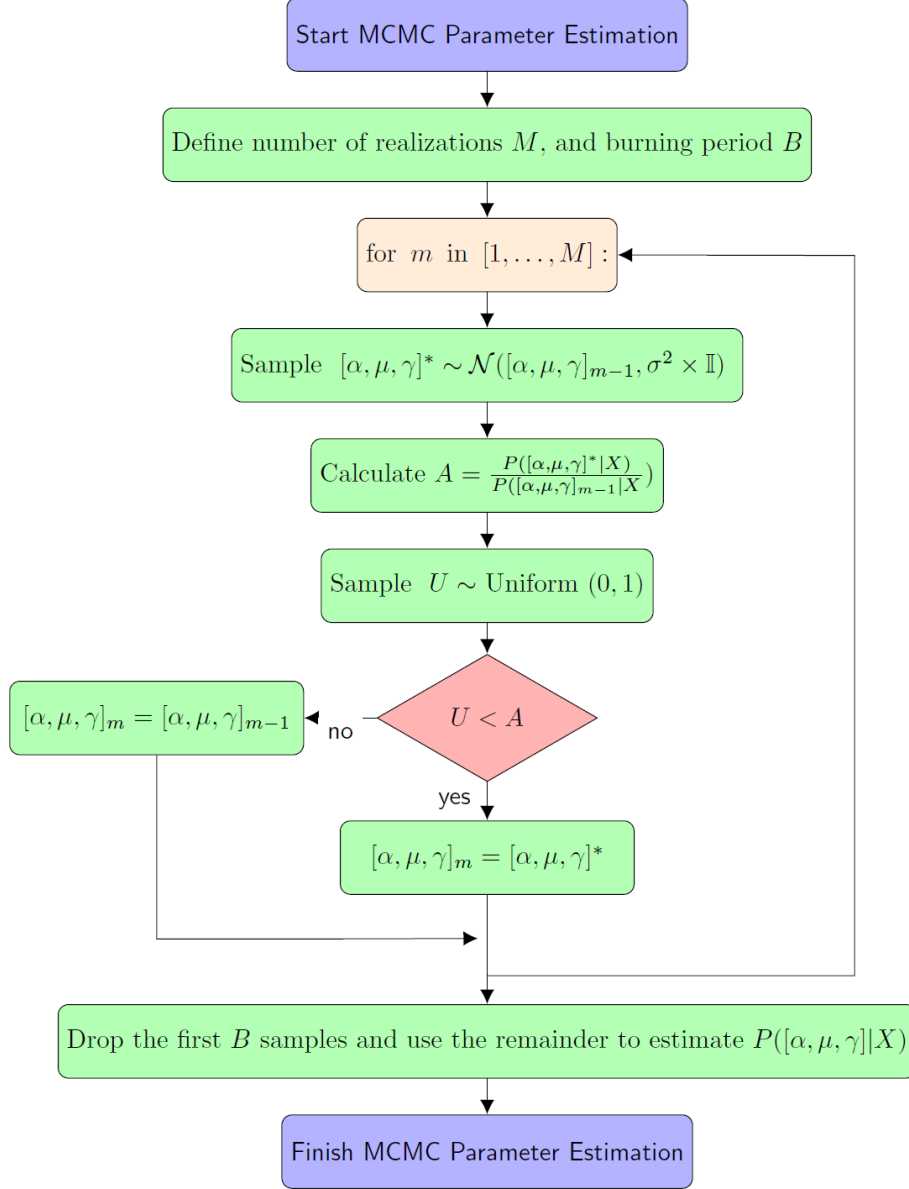 Start MCMC Parameter Estimation
Define number of realizations M, and burning period B
for m in [1, . . . , M] :
Sample [α, μ, γ]* ∼ 𝒩([α, μ, γ]ₘ₋₁, σ² × 𝕀)
Calculate A = P([α,μ,γ]*|X) / P([α,μ,γ]ₘ₋₁|X)
Sample U ∼ Uniform (0, 1)
U < A
no
[α, μ, γ]ₘ = [α, μ, γ]ₘ₋₁
yes
[α, μ, γ]ₘ = [α, μ, γ]*
Drop the first B samples and use the remainder to estimate P([α, μ, γ]|X)
Finish MCMC Parameter Estimation